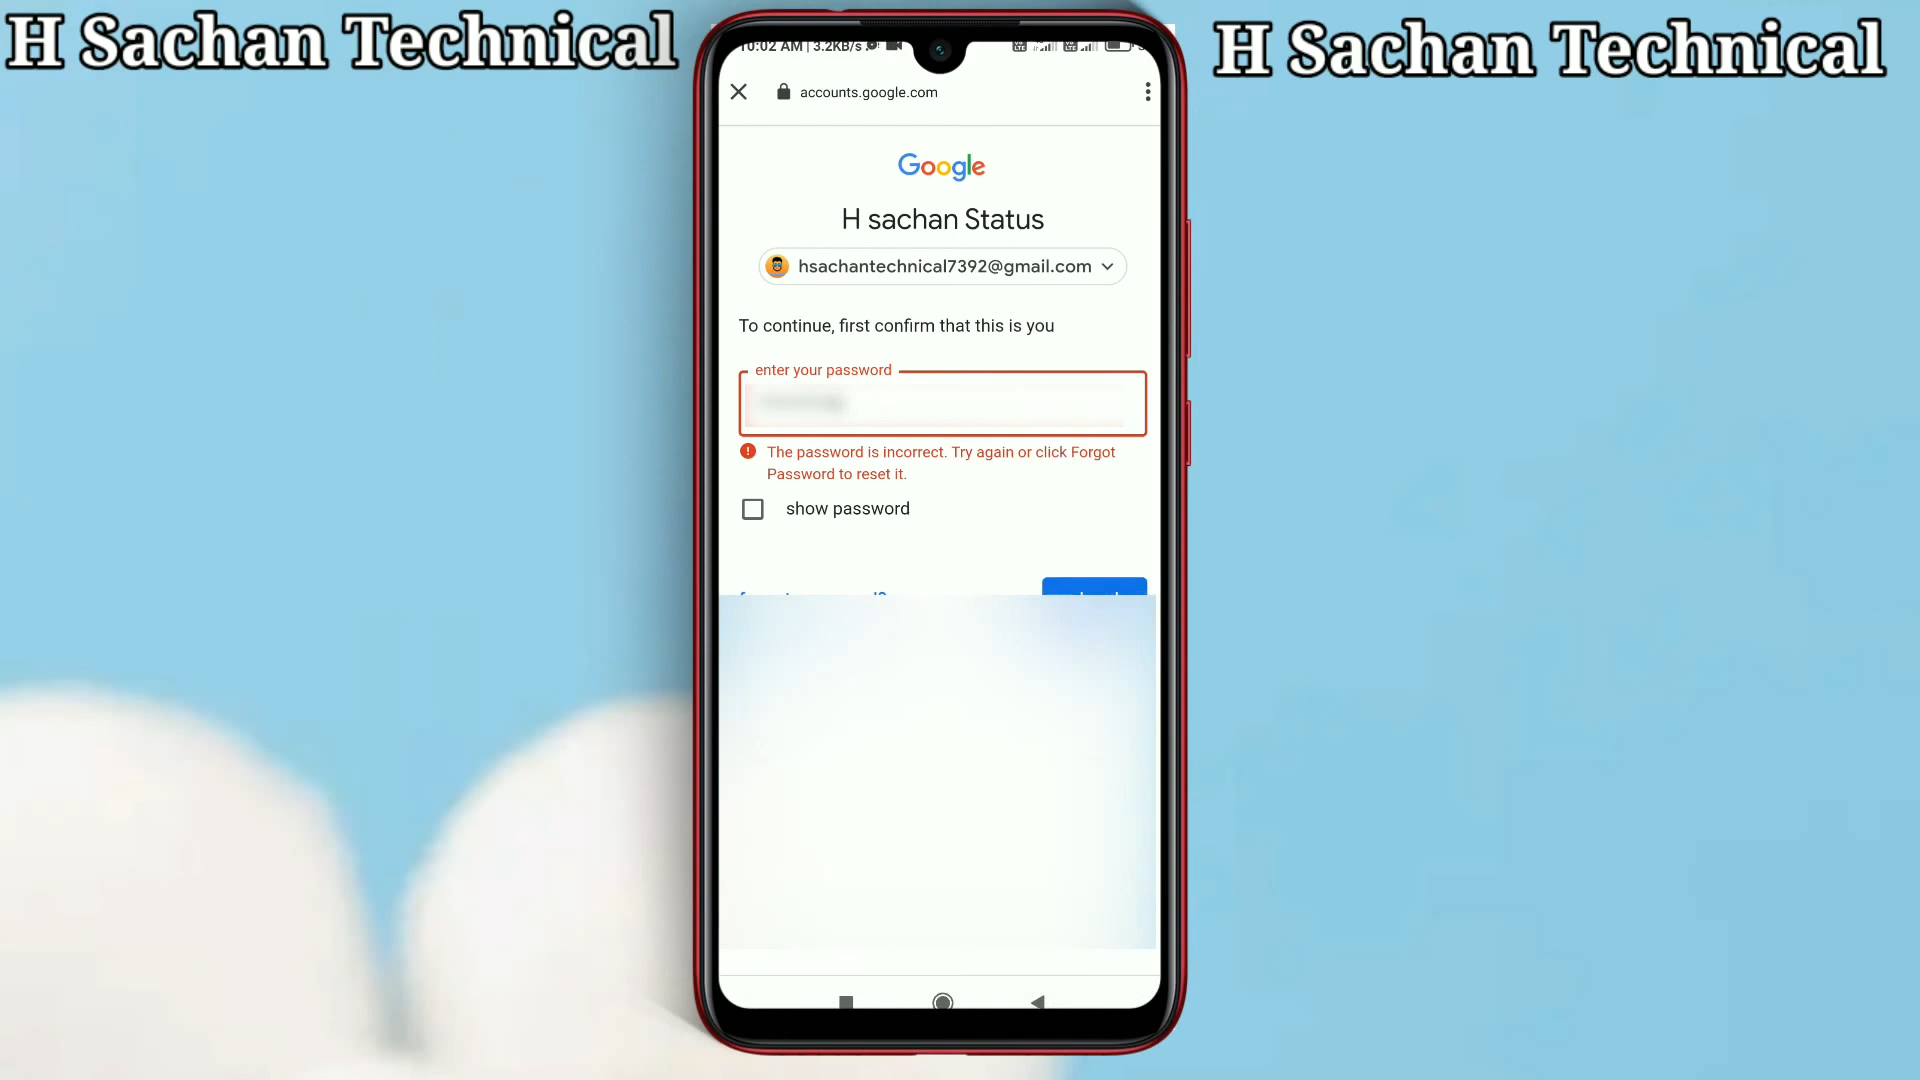 H Sachan Technical
H Sachan Technical
10:02 AM | 3.2KB/s
accounts.google.com
Google
H sachan Status
hsachantechnical7392@gmail.com
To continue, first confirm that this is you
enter your password
The password is incorrect. Try again or click Forgot
Password to reset it.
show password